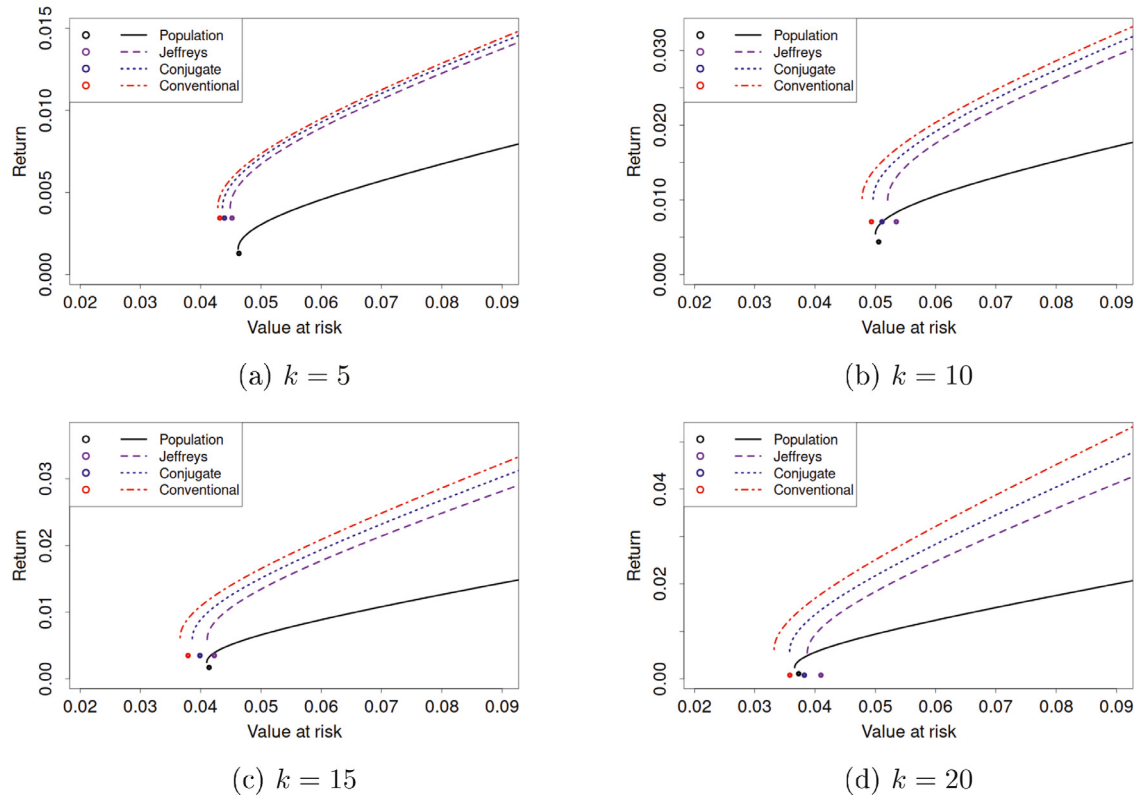 Population
Jeffreys
Conjugate
Conventional
Return
0.000 0.005 0.010 0.015
0.02 0.03 0.04 0.05 0.06 0.07 0.08 0.09
Value at risk
(a) k = 5
Population
Jeffreys
Conjugate
Conventional
Return
0.000 0.010 0.020 0.030
0.02 0.03 0.04 0.05 0.06 0.07 0.08 0.09
Value at risk
(b) k = 10
Population
Jeffreys
Conjugate
Conventional
Return
0.00 0.01 0.02 0.03
0.02 0.03 0.04 0.05 0.06 0.07 0.08 0.09
Value at risk
(c) k = 15
Population
Jeffreys
Conjugate
Conventional
Return
0.00 0.02 0.04
0.02 0.03 0.04 0.05 0.06 0.07 0.08 0.09
Value at risk
(d) k = 20